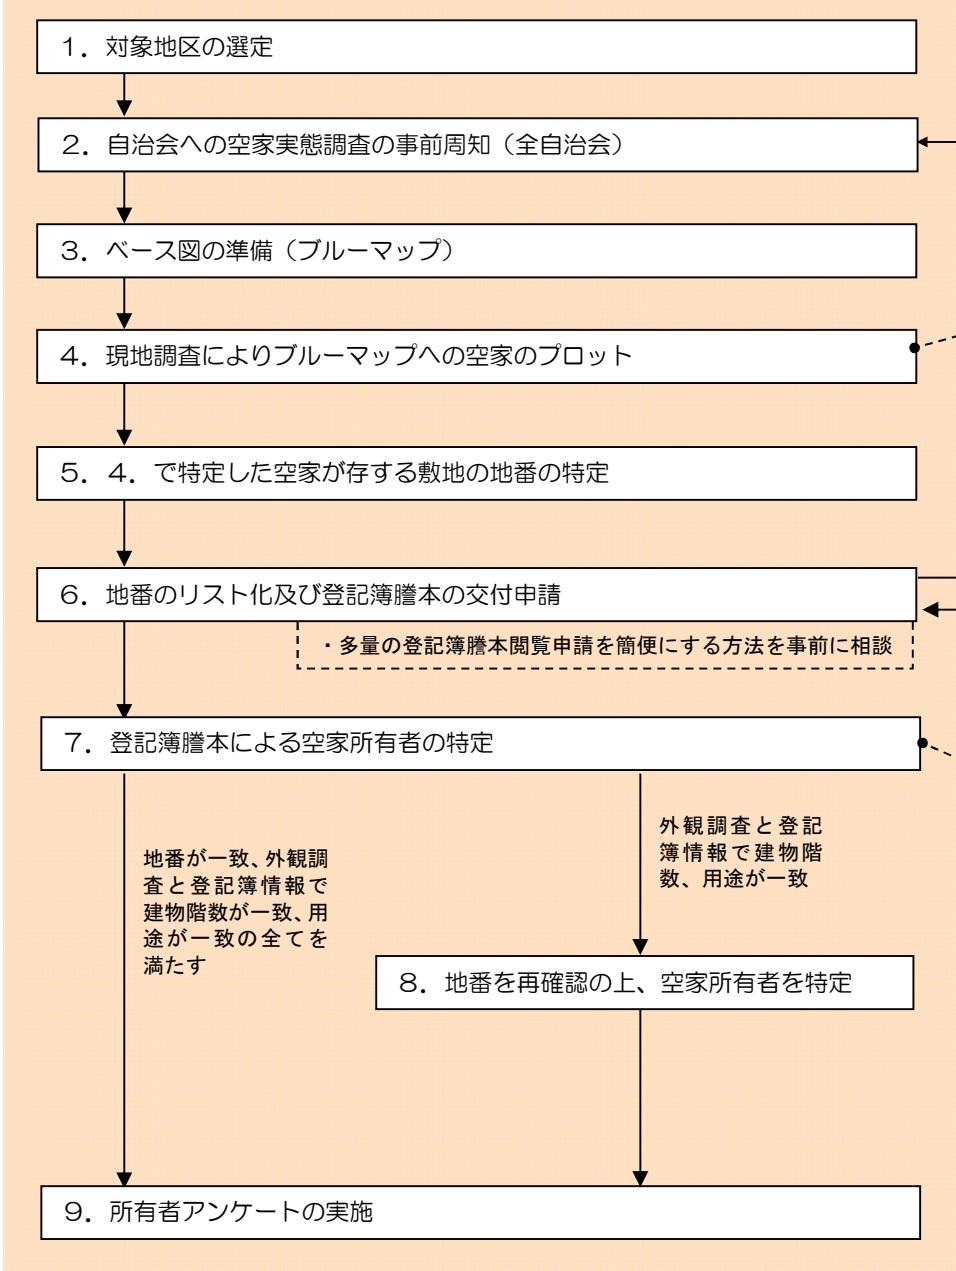 １．対象地区の選定
２．自治会への空家実態調査の事前周知（全自治会）
３．ベース図の準備（ブルーマップ）
４．現地調査によりブルーマップへの空家のプロット
５．４．で特定した空家が存する敷地の地番の特定
６．地番のリスト化及び登記簿謄本の交付申請
・多量の登記簿謄本閲覧申請を簡便にする方法を事前に相談
７．登記簿謄本による空家所有者の特定
地番が一致、外観調
査と登記簿情報で
建物階数が一致、用
途が一致の全てを
満たす
外観調査と登記
簿情報で建物階
数、用途が一致
８．地番を再確認の上、空家所有者を特定
９．所有者アンケートの実施